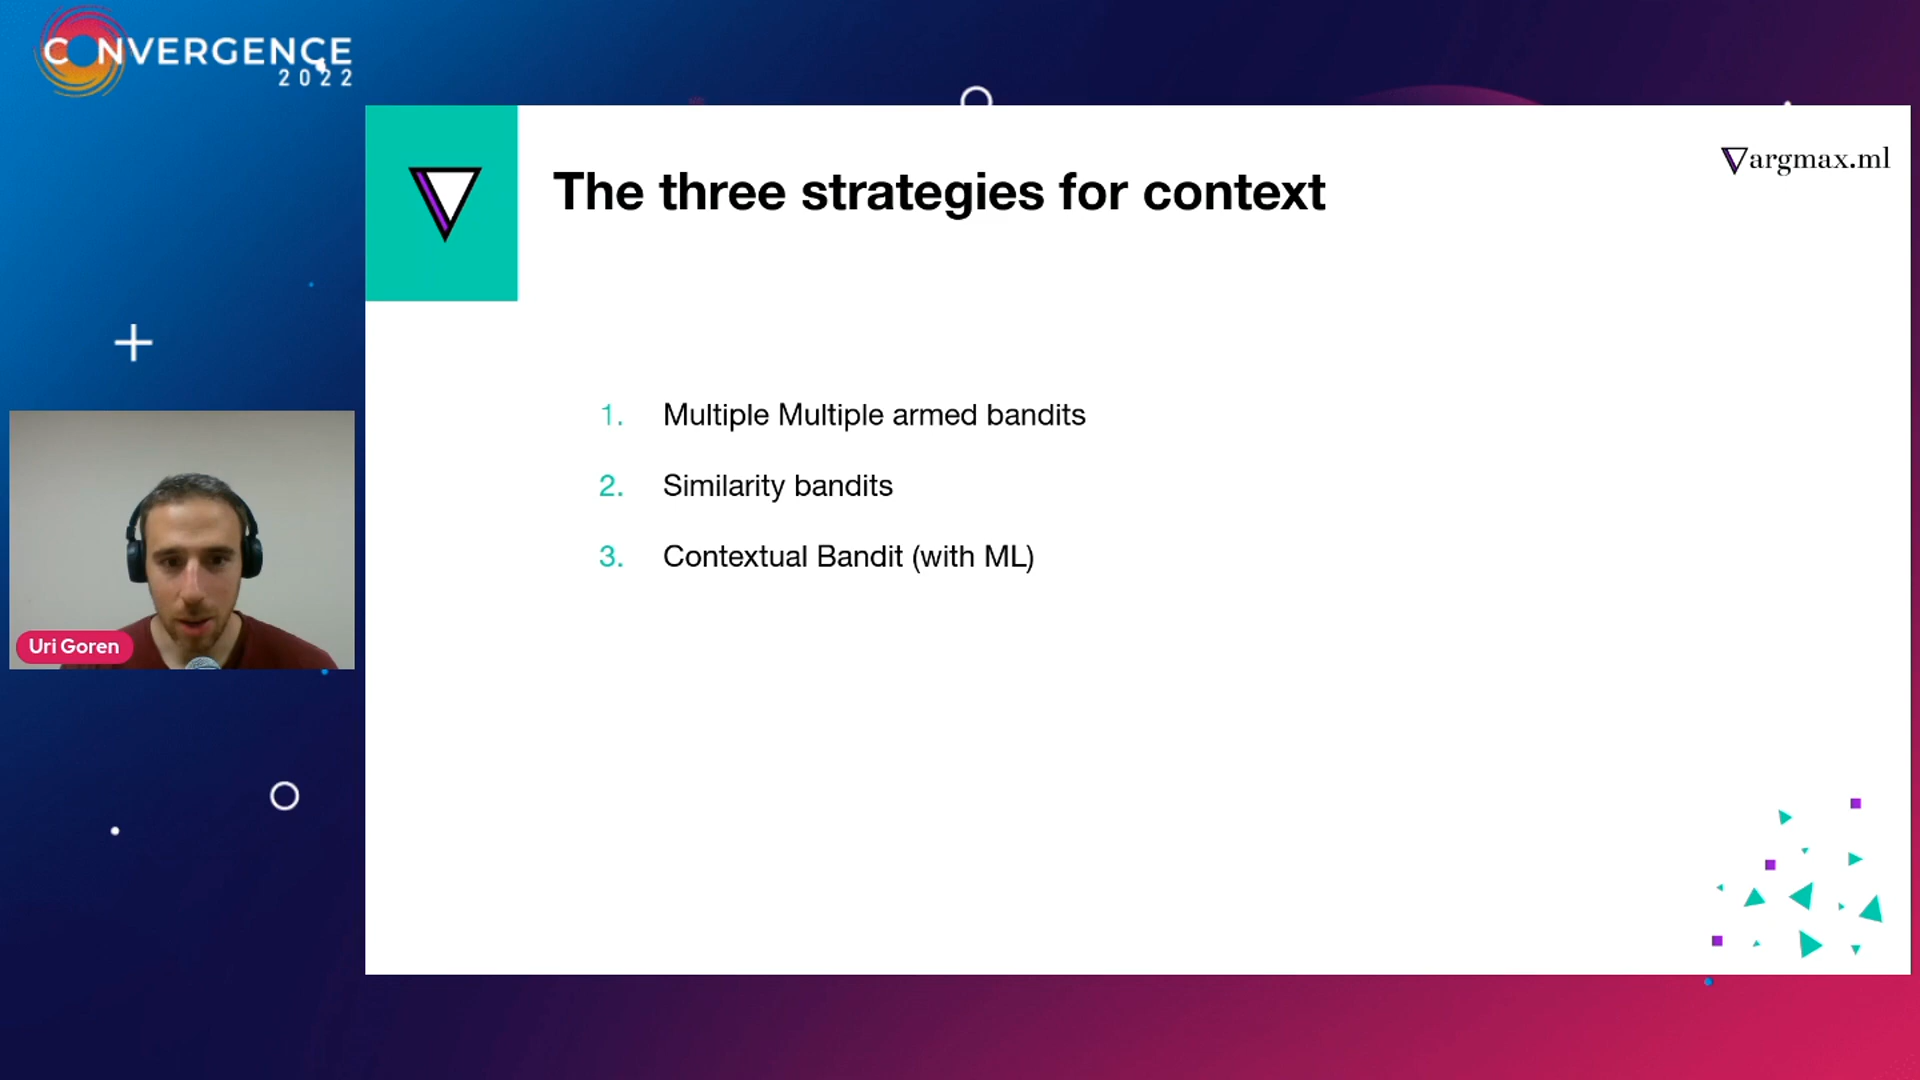 CONVERGENCE
2022
argmax.ml
The three strategies for context
1. Multiple Multiple armed bandits
2. Similarity bandits
3. Contextual Bandit (with ML)
Uri Goren